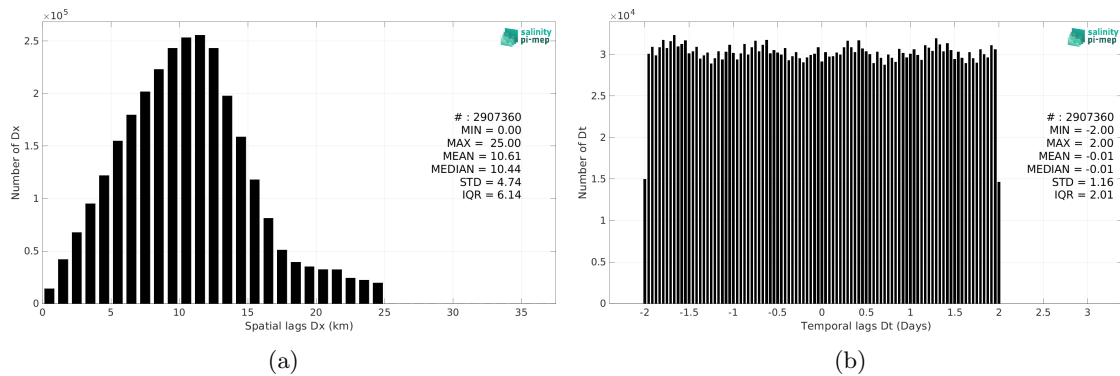 ×10⁵
2.5
2
1.5
1
0.5
0
0 5 10 15 20 25 30 35
Number of Dx
Spatial lags Dx (km)
salinity
pi-mep
# : 2907360
MIN = 0.00
MAX = 25.00
MEAN = 10.61
MEDIAN = 10.44
STD = 4.74
IQR = 6.14
(a)
×10⁴
3
2.5
2
1.5
1
0.5
0
-2 -1.5 -1 -0.5 0 0.5 1 1.5 2 2.5 3
Number of Dt
Temporal lags Dt (Days)
salinity
pi-mep
# : 2907360
MIN = -2.00
MAX = 2.00
MEAN = -0.01
MEDIAN = -0.01
STD = 1.16
IQR = 2.01
(b)